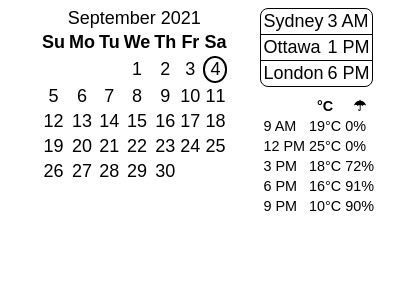 September 2021
Su Mo Tu We Th Fr Sa
1 2 3 4
5 6 7 8 9 10 11
12 13 14 15 16 17 18
19 20 21 22 23 24 25
26 27 28 29 30
Sydney 3 AM
Ottawa 1 PM
London 6 PM
°C ☂
9 AM 19°C 0%
12 PM 25°C 0%
3 PM 18°C 72%
6 PM 16°C 91%
9 PM 10°C 90%